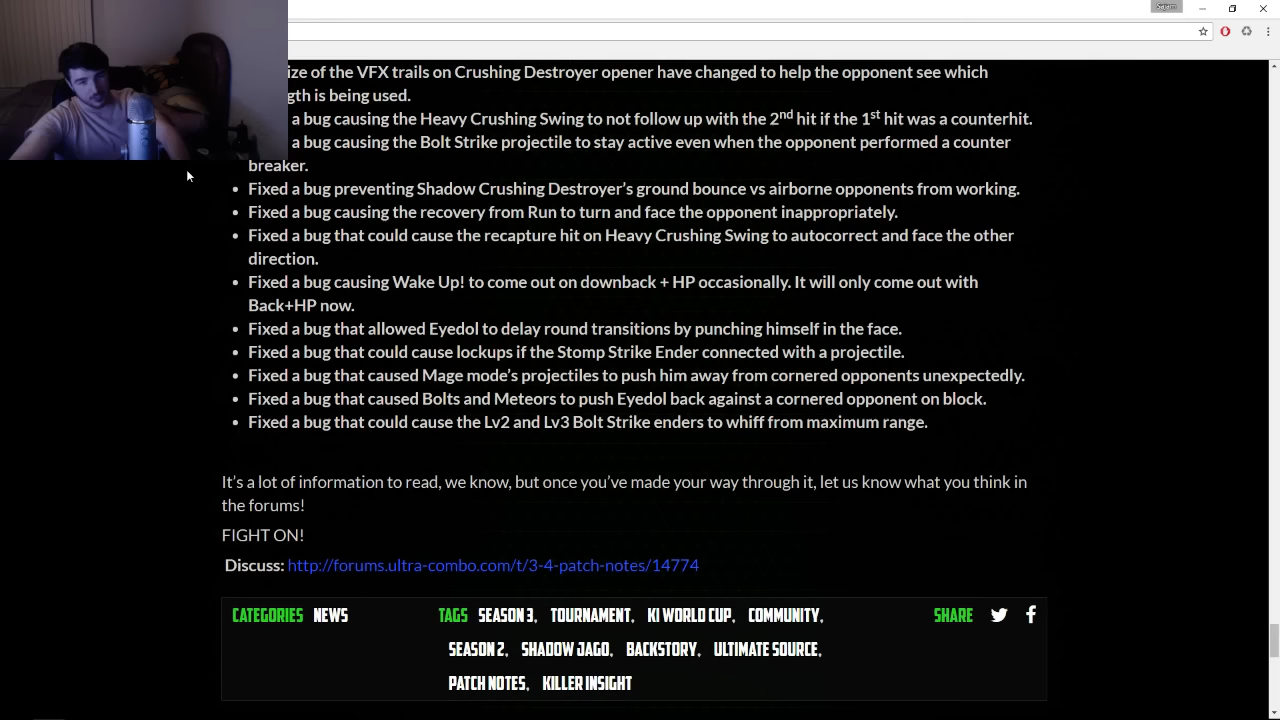 Sajam
ize of the VFX trails on Crushing Destroyer opener have changed to help the opponent see which
gth is being used.
a bug causing the Heavy Crushing Swing to not follow up with the 2nd hit if the 1st hit was a counterhit.
a bug causing the Bolt Strike projectile to stay active even when the opponent performed a counter
breaker.
• Fixed a bug preventing Shadow Crushing Destroyer's ground bounce vs airborne opponents from working.
• Fixed a bug causing the recovery from Run to turn and face the opponent inappropriately.
• Fixed a bug that could cause the recapture hit on Heavy Crushing Swing to autocorrect and face the other
direction.
• Fixed a bug causing Wake Up! to come out on downback + HP occasionally. It will only come out with
Back+HP now.
• Fixed a bug that allowed Eyedol to delay round transitions by punching himself in the face.
• Fixed a bug that could cause lockups if the Stomp Strike Ender connected with a projectile.
• Fixed a bug that caused Mage mode's projectiles to push him away from cornered opponents unexpectedly.
• Fixed a bug that caused Bolts and Meteors to push Eyedol back against a cornered opponent on block.
• Fixed a bug that could cause the Lv2 and Lv3 Bolt Strike enders to whiff from maximum range.
It's a lot of information to read, we know, but once you've made your way through it, let us know what you think in
the forums!
FIGHT ON!
Discuss: http://forums.ultra-combo.com/t/3-4-patch-notes/14774
CATEGORIES NEWS TAGS SEASON 3, TOURNAMENT, KI WORLD CUP, COMMUNITY, SHARE
SEASON 2, SHADOW JAGO, BACKSTORY, ULTIMATE SOURCE,
PATCH NOTES, KILLER INSIGHT